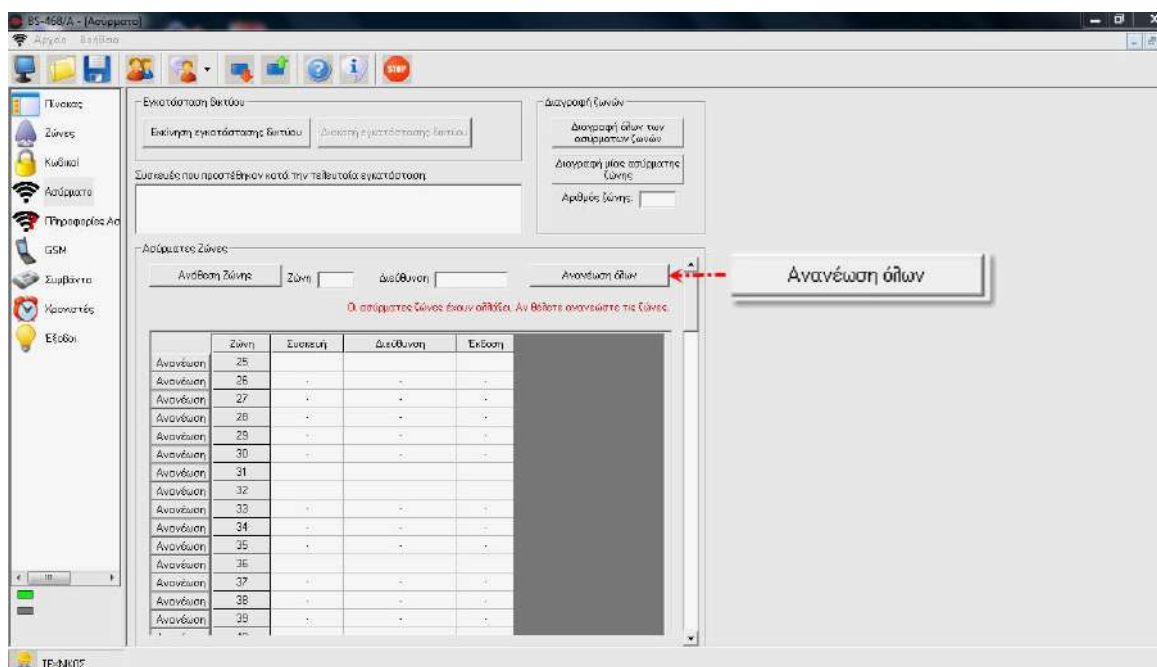 BS-468/A - [Ασύρματο]
Αρχείο Βοήθεια
STOP
Πίνακας
Ζώνες
Κωδικοί
Ασύρματο
Πληροφορίες Ασ
GSM
Συμβάντα
Χρονιστές
Έξοδοι
Εγκατάσταση δικτύου
Εκκίνηση εγκατάστασης δικτύου
Διακοπή εγκατάστασης δικτύου
Συσκευές που προστέθηκαν κατά την τελευταία εγκατάσταση
Διαγραφή ζωνών
Διαγραφή όλων των
ασύρματων ζωνών
Διαγραφή μίας ασύρματης
ζώνης
Αριθμός ζώνης:
Ασύρματες Ζώνες
Ανάθεση Ζώνης Ζώνη Διεύθυνση Ανανέωση όλων
Ανανέωση όλων
Οι ασύρματες ζώνες έχουν αλλάξει. Αν θέλετε ανανεώστε τις ζώνες.
Ζώνη Συσκευή Διεύθυνση Έκδοση
Ανανέωση 25
Ανανέωση 26 - - -
Ανανέωση 27 - - -
Ανανέωση 28 - - -
Ανανέωση 29 - - -
Ανανέωση 30 - - -
Ανανέωση 31
Ανανέωση 32
Ανανέωση 33 - - -
Ανανέωση 34 - - -
Ανανέωση 35 - - -
Ανανέωση 36
Ανανέωση 37 - - -
Ανανέωση 38 - - -
Ανανέωση 39 - - -
ΤΕΧΝΙΚΟΣ